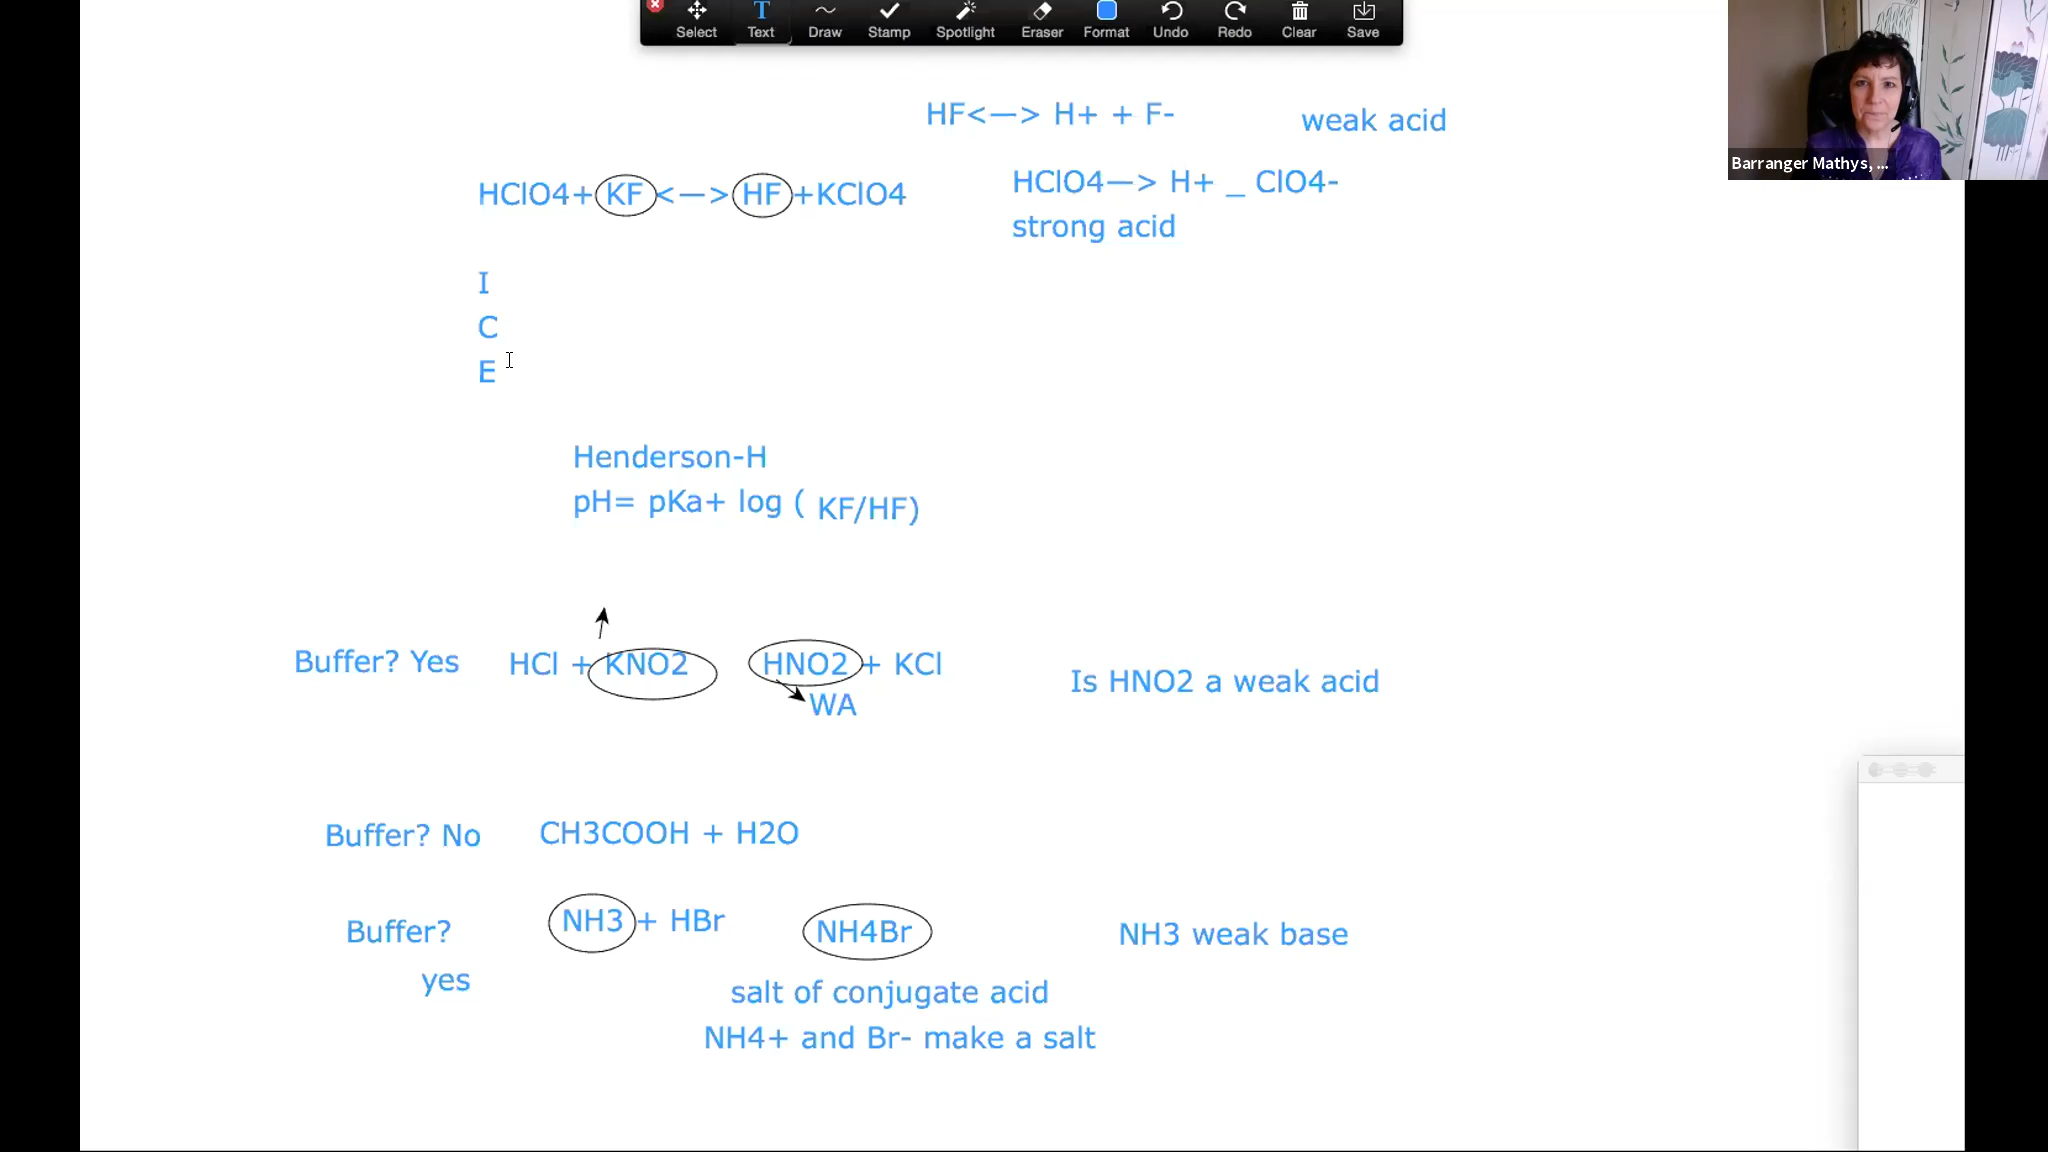 Select Text Draw Stamp Spotlight Eraser Format Undo Redo Clear Save
Barranger Mathys, ...
HF<—> H+ + F- weak acid
HClO4+ KF <—> HF +KClO4
HClO4—> H+ _ ClO4-
strong acid
I
C
E
Henderson-H
pH= pKa+ log ( KF/HF)
Buffer? Yes HCl + KNO2 HNO2 + KCl Is HNO2 a weak acid
WA
Buffer? No CH3COOH + H2O
Buffer? NH3 + HBr NH4Br NH3 weak base
yes
salt of conjugate acid
NH4+ and Br- make a salt